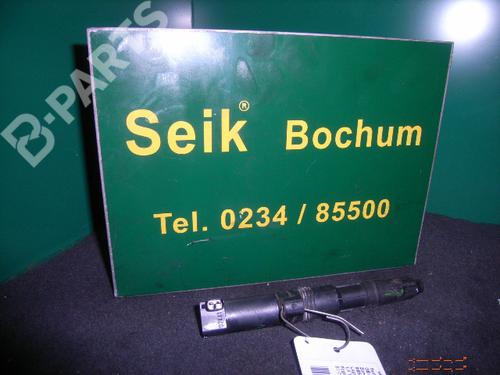 B-PARTS
Seik® Bochum
Tel. 0234 / 85500